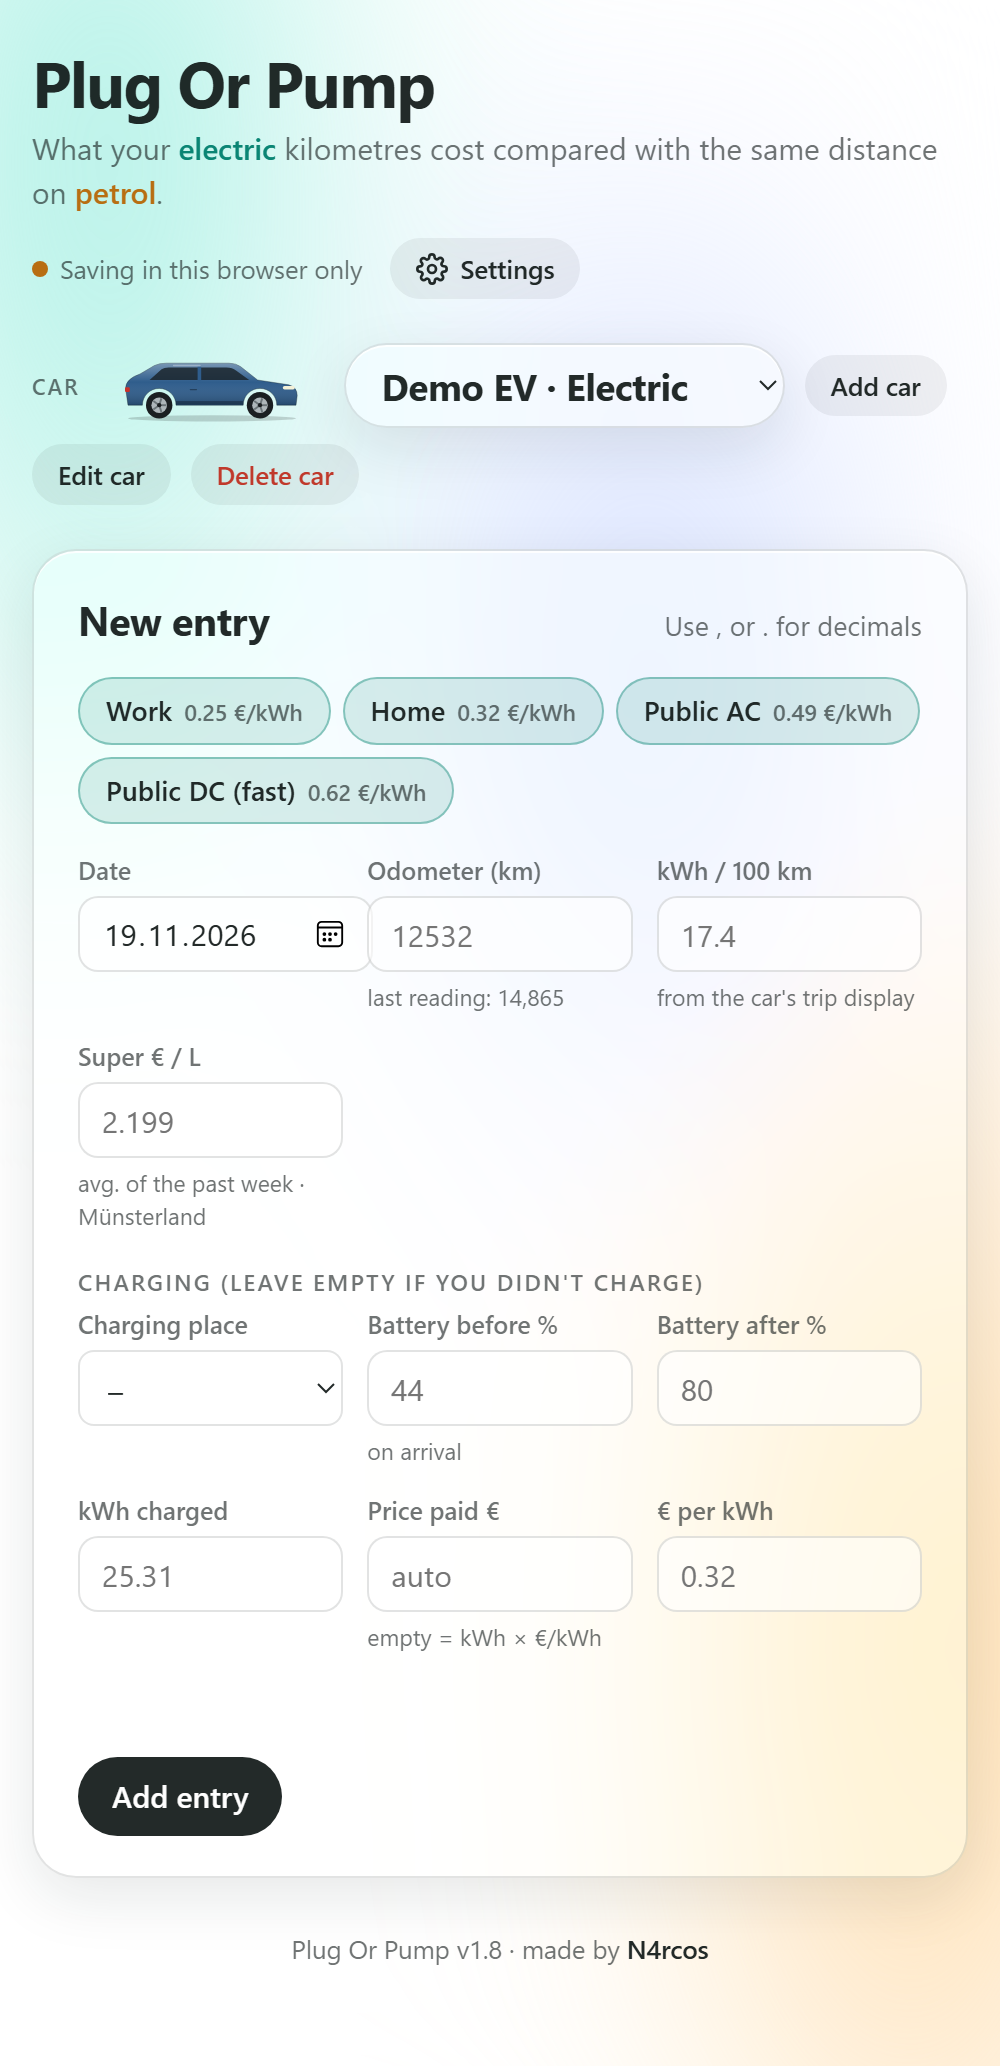 Plug Or Pump
What your electric kilometres cost compared with the same distance
on petrol.
Saving in this browser only
Settings
CAR
Demo EV · Electric
Add car
Edit car
Delete car
New entry
Use , or . for decimals
Work 0.25 €/kWh
Home 0.32 €/kWh
Public AC 0.49 €/kWh
Public DC (fast) 0.62 €/kWh
Date
Odometer (km)
kWh / 100 km
19.11.2026
12532
17.4
last reading: 14,865
from the car's trip display
Super € / L
2.199
avg. of the past week ·
Münsterland
CHARGING (LEAVE EMPTY IF YOU DIDN'T CHARGE)
Charging place
Battery before %
Battery after %
–
44
80
on arrival
kWh charged
Price paid €
€ per kWh
25.31
auto
0.32
empty = kWh × €/kWh
Add entry
Plug Or Pump v1.8 · made by N4rcos